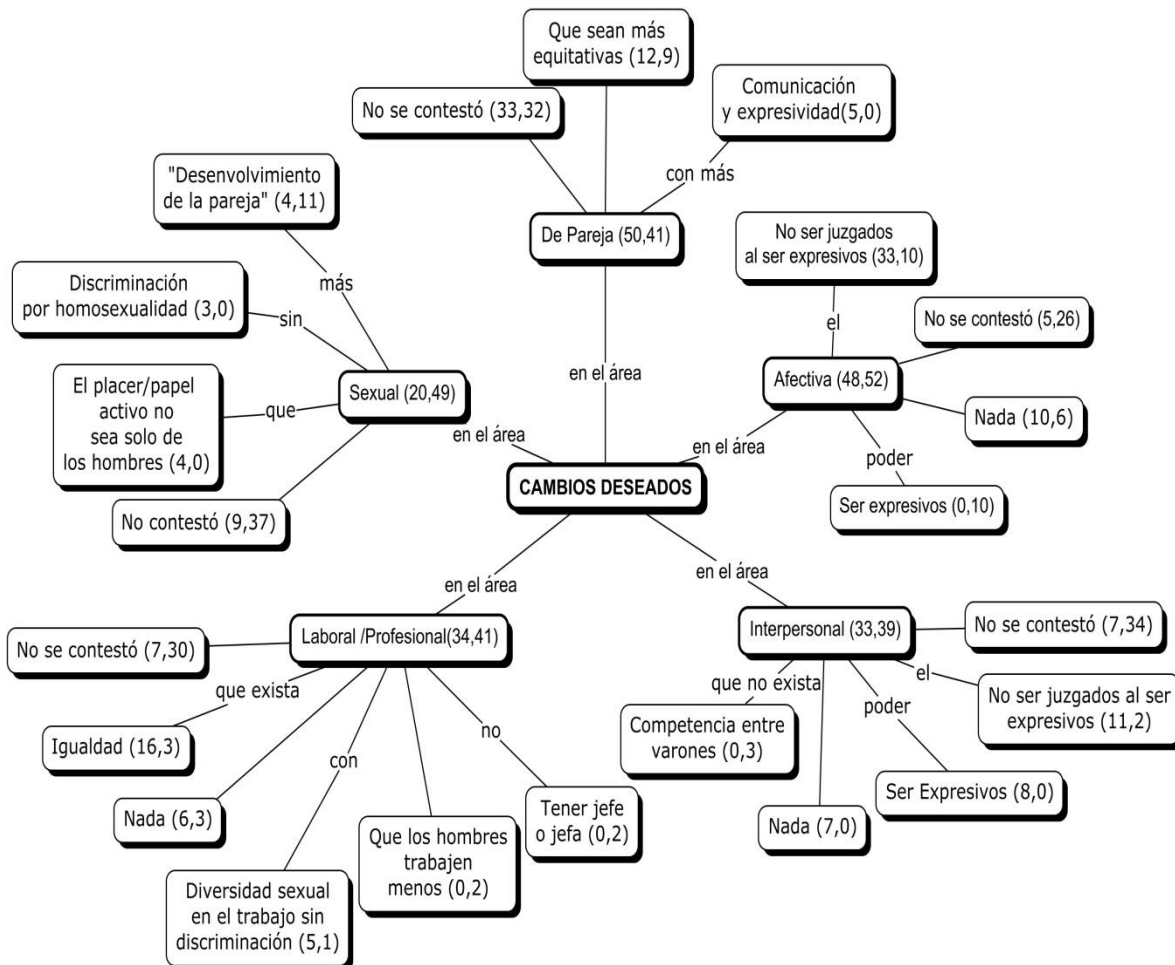 Que sean más
equitativas (12,9)
No se contestó (33,32)
Comunicación
y expresividad(5,0)
con más
De Pareja (50,41)
en el área
"Desenvolvimiento
de la pareja" (4,11)
más
Discriminación
por homosexualidad (3,0)
sin
El placer/papel
activo no
sea solo de
los hombres (4,0)
que
Sexual (20,49)
No contestó (9,37)
en el área
No ser juzgados
al ser expresivos (33,10)
el
No se contestó (5,26)
Afectiva (48,52)
Nada (10,6)
en el área
poder
Ser expresivos (0,10)
CAMBIOS DESEADOS
en el área
Laboral /Profesional(34,41)
No se contestó (7,30)
que exista
Igualdad (16,3)
Nada (6,3)
con
Diversidad sexual
en el trabajo sin
discriminación (5,1)
Que los hombres
trabajen
menos (0,2)
no
Tener jefe
o jefa (0,2)
en el área
Interpersonal (33,39)
No se contestó (7,34)
el
No ser juzgados al ser
expresivos (11,2)
que no exista
Competencia entre
varones (0,3)
poder
Ser Expresivos (8,0)
Nada (7,0)